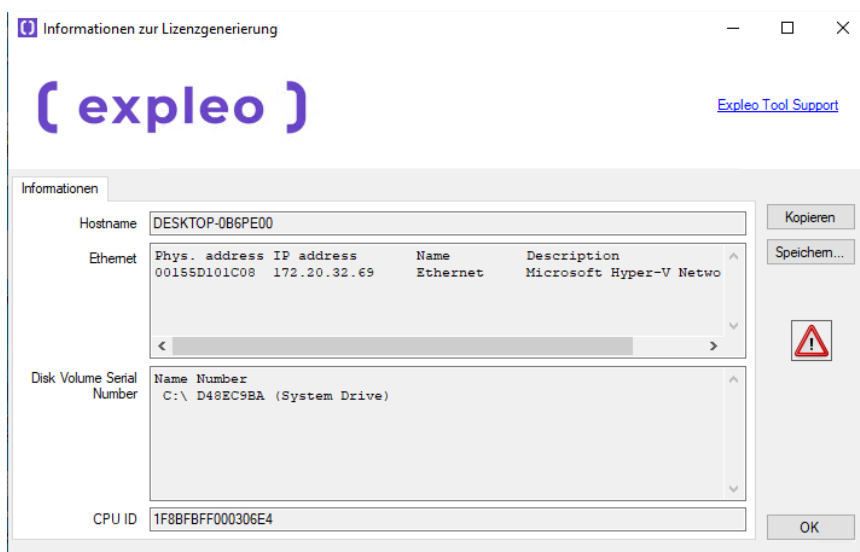 Informationen zur Lizenzgenerierung
( expleo )
Expleo Tool Support
Informationen
Kopieren
Speichern...
Hostname DESKTOP-0B6PE00
Ethernet Phys. address IP address Name Description
00155D101C08 172.20.32.69 Ethernet Microsoft Hyper-V Netwo
Disk Volume Serial Number
Name Number
C:\ D48EC9BA (System Drive)
CPU ID 1F8BFBFF000306E4
OK